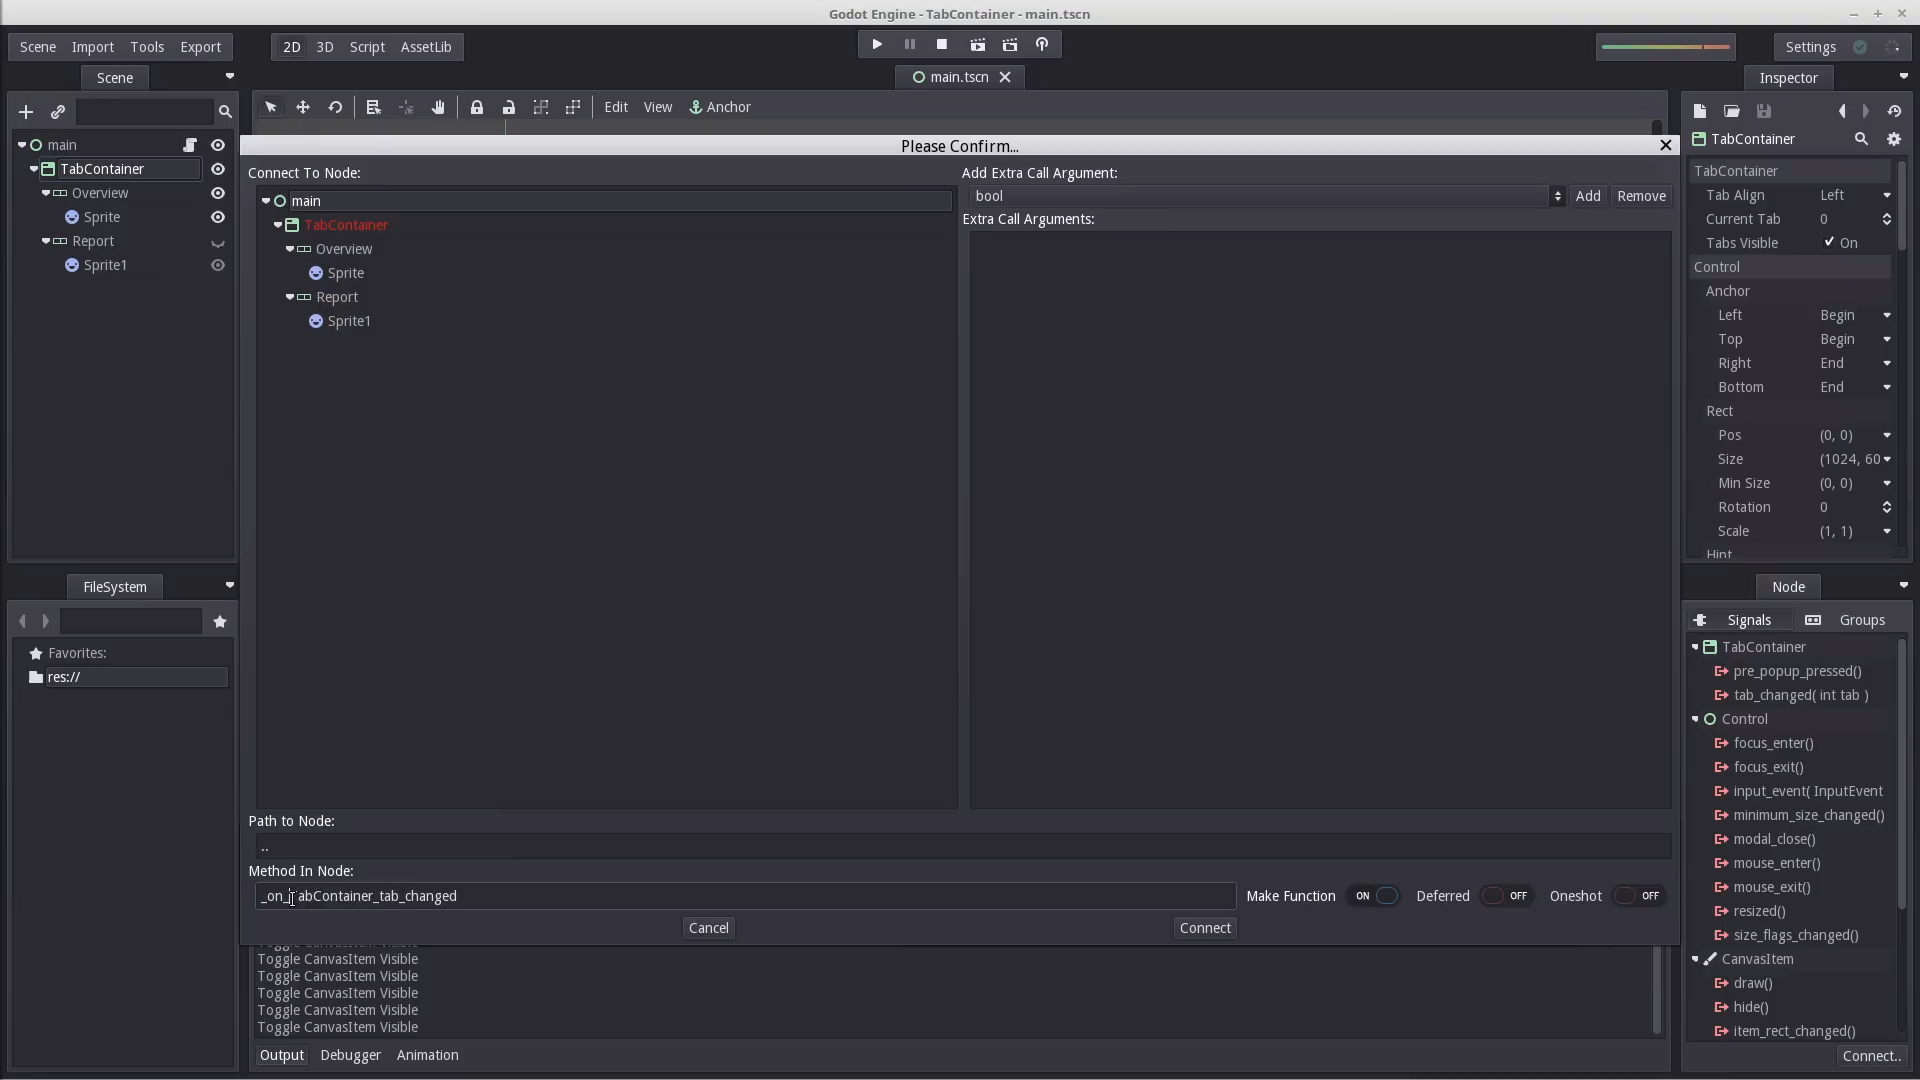 Godot Engine - TabContainer - main.tscn
Scene Import Tools Export
2D 3D Script AssetLib
Settings
Scene
main.tscn
Inspector
Edit View Anchor
main
TabContainer
Overview
Sprite
Report
Sprite1
Please Confirm...
Connect To Node:
main
TabContainer
Overview
Sprite
Report
Sprite1
Add Extra Call Argument:
bool
Add
Remove
Extra Call Arguments:
Path to Node:
..
Method In Node:
_on_TabContainer_tab_changed
Make Function ON
Deferred OFF
Oneshot OFF
Cancel
Connect
TabContainer
TabContainer
Tab Align Left
Current Tab 0
Tabs Visible On
Control
Anchor
Left Begin
Top Begin
Right End
Bottom End
Rect
Pos (0, 0)
Size (1024, 60
Min Size (0, 0)
Rotation 0
Scale (1, 1)
Hint
FileSystem
Favorites:
res://
Toggle CanvasItem Visible
Toggle CanvasItem Visible
Toggle CanvasItem Visible
Toggle CanvasItem Visible
Toggle CanvasItem Visible
Toggle CanvasItem Visible
Output Debugger Animation
Node
Signals Groups
TabContainer
pre_popup_pressed()
tab_changed( int tab )
Control
focus_enter()
focus_exit()
input_event( InputEvent
minimum_size_changed()
modal_close()
mouse_enter()
mouse_exit()
resized()
size_flags_changed()
CanvasItem
draw()
hide()
item_rect_changed()
Connect..